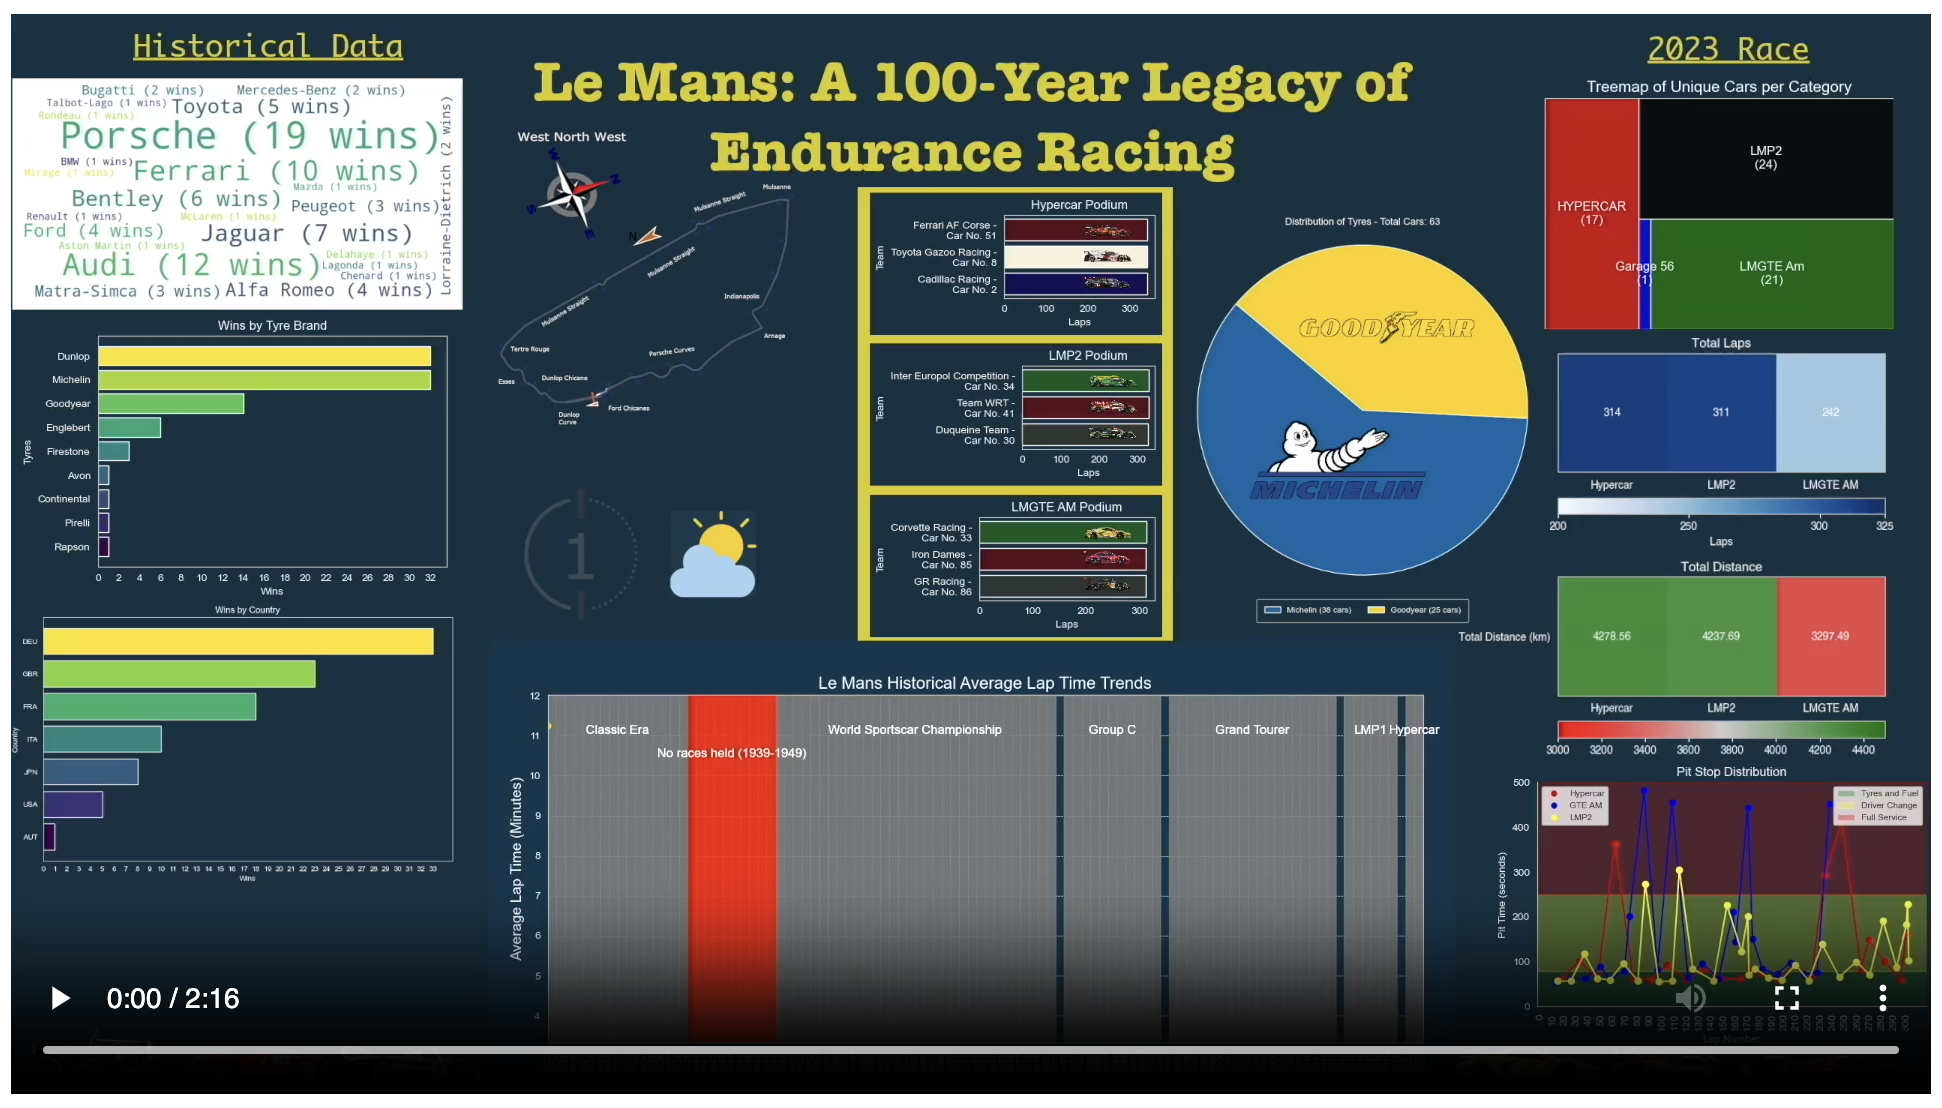 Historical Data
Bugatti (2 wins) Mercedes-Benz (2 wins)
Talbot-Lago (1 wins) Toyota (5 wins)
Rondeau (1 wins)
Porsche (19 wins)
BMW (1 wins) Ferrari (10 wins)
Mirage (1 wins)
Mazda (1 wins)
Bentley (6 wins) Peugeot (3 wins)
Renault (1 wins) McLaren (1 wins)
Ford (4 wins) Jaguar (7 wins)
Aston Martin (1 wins)
Delahaye (1 wins)
Audi (12 wins) Lagonda (1 wins)
Chenard (1 wins)
Matra-Simca (3 wins) Alfa Romeo (4 wins)
Lorraine-Dietrich (2 wins)
Wins by Tyre Brand
Tyres
Dunlop
Michelin
Goodyear
Englebert
Firestone
Avon
Continental
Pirelli
Rapson
0 2 4 6 8 10 12 14 16 18 20 22 24 26 28 30 32
Wins
Wins by Country
Country
DEU
GBR
FRA
ITA
JPN
USA
AUT
0 1 2 3 4 5 6 7 8 9 10 11 12 13 14 15 16 17 18 19 20 21 22 23 24 25 26 27 28 29 30 31 32 33
Wins
Le Mans: A 100-Year Legacy of
Endurance Racing
West North West
W
N
S
E
N
Mulsanne
Mulsanne Straight
Mulsanne Straight
Mulsanne Straight
Indianapolis
Arnage
Tertre Rouge
Porsche Curves
Esses
Dunlop Chicane
Dunlop
Curve
Ford Chicanes
1
Hypercar Podium
Team
Ferrari AF Corse -
Car No. 51
Toyota Gazoo Racing -
Car No. 8
Cadillac Racing -
Car No. 2
0 100 200 300
Laps
LMP2 Podium
Team
Inter Europol Competition -
Car No. 34
Team WRT -
Car No. 41
Duqueine Team -
Car No. 30
0 100 200 300
Laps
LMGTE AM Podium
Team
Corvette Racing -
Car No. 33
Iron Dames -
Car No. 85
GR Racing -
Car No. 86
0 100 200 300
Laps
Distribution of Tyres - Total Cars: 63
GOODYEAR
MICHELIN
Michelin (38 cars) Goodyear (25 cars)
Le Mans Historical Average Lap Time Trends
Average Lap Time (Minutes)
12
11
10
9
8
7
6
5
4
Classic Era
No races held (1939-1949)
World Sportscar Championship
Group C
Grand Tourer
LMP1 Hypercar
2023 Race
Treemap of Unique Cars per Category
HYPERCAR
(17)
LMP2
(24)
Garage 56
(1)
LMGTE Am
(21)
Total Laps
314 311 242
Hypercar LMP2 LMGTE AM
200 250 300 325
Laps
Total Distance
Total Distance (km)
4278.56 4237.69 3297.49
Hypercar LMP2 LMGTE AM
3000 3200 3400 3600 3800 4000 4200 4400
Pit Stop Distribution
Pit Time (seconds)
500
400
300
200
100
0
Hypercar
GTE AM
LMP2
Tyres and Fuel
Driver Change
Full Service
Lap Number
0:00 / 2:16